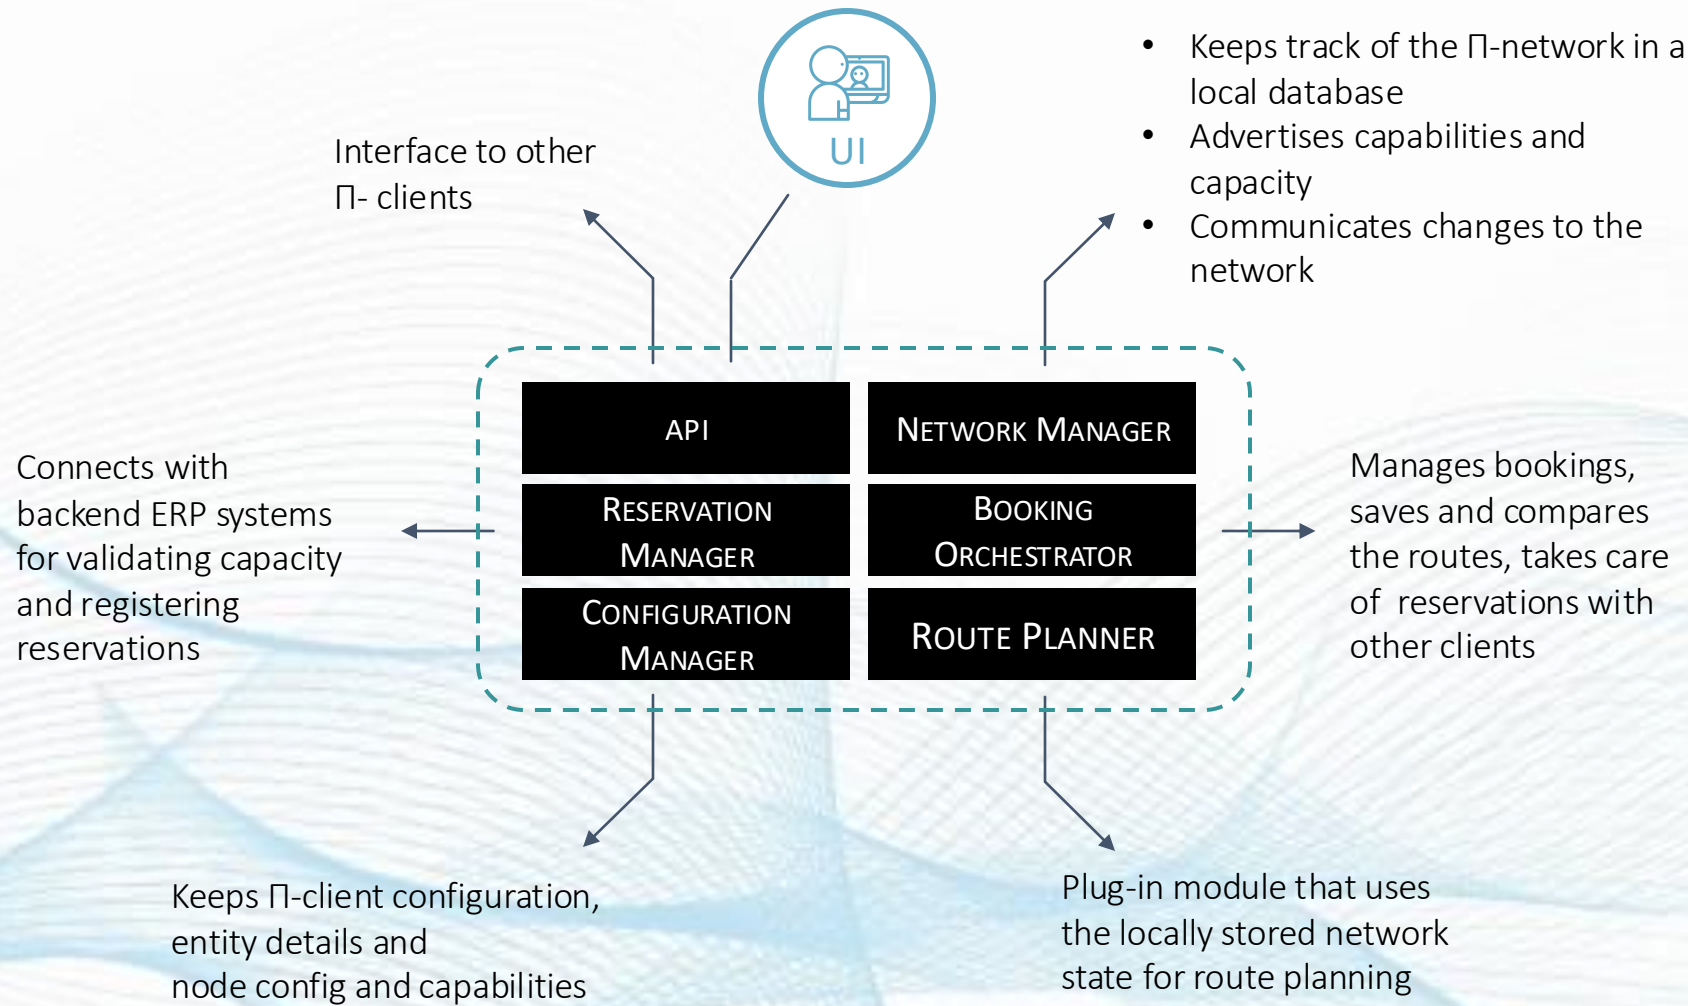 UI
Interface to other
Π- clients
• Keeps track of the Π-network in a
local database
• Advertises capabilities and
capacity
• Communicates changes to the
network
API
NETWORK MANAGER
RESERVATION
MANAGER
BOOKING
ORCHESTRATOR
CONFIGURATION
MANAGER
ROUTE PLANNER
Connects with
backend ERP systems
for validating capacity
and registering
reservations
Manages bookings,
saves and compares
the routes, takes care
of  reservations with
other clients
Keeps Π-client configuration,
entity details and
node config and capabilities
Plug-in module that uses
the locally stored network
state for route planning